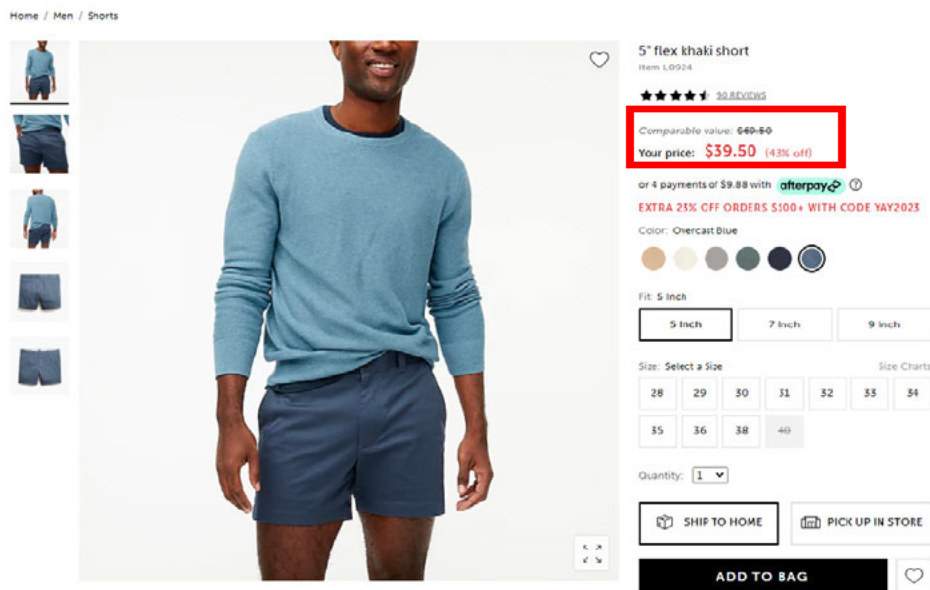 Home / Men / Shorts
5" flex khaki short
Item L0924
90 REVIEWS
Comparable value: $69.50
Your price: $39.50 (43% off)
or 4 payments of $9.88 with afterpay ?
EXTRA 25% OFF ORDERS $100+ WITH CODE YAY2023
Color: Overcast Blue
Fit: 5 Inch
5 Inch 7 Inch 9 Inch
Size: Select a Size Size Charts
28 29 30 31 32 33 34
35 36 38 40
Quantity: 1
SHIP TO HOME PICK UP IN STORE
ADD TO BAG